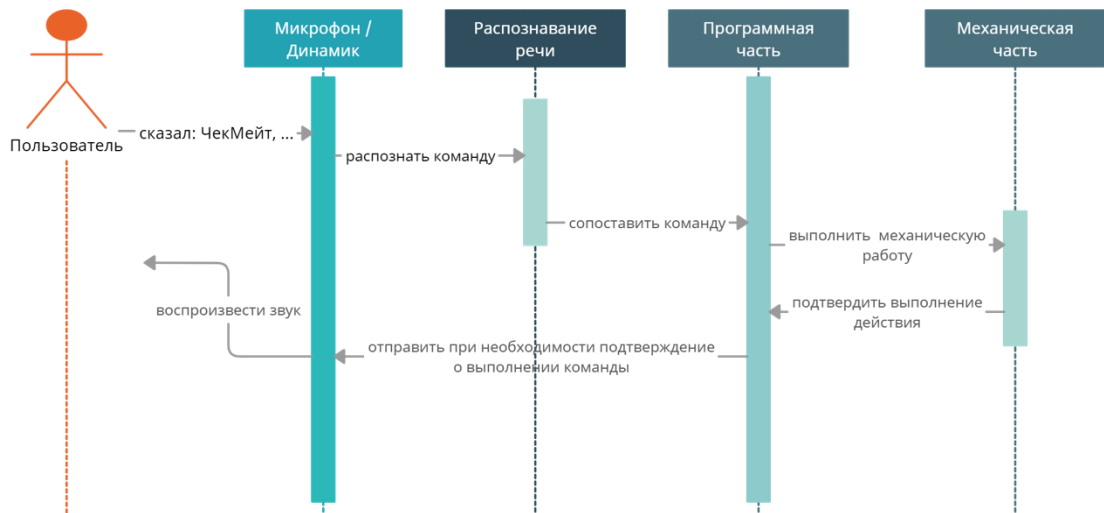 Микрофон /
Динамик
Распознавание
речи
Программная
часть
Механическая
часть
Пользователь
сказал: ЧекМейт, ...
распознать команду
сопоставить команду
выполнить механическую
работу
подтвердить выполнение
действия
воспроизвести звук
отправить при необходимости подтверждение
о выполнении команды